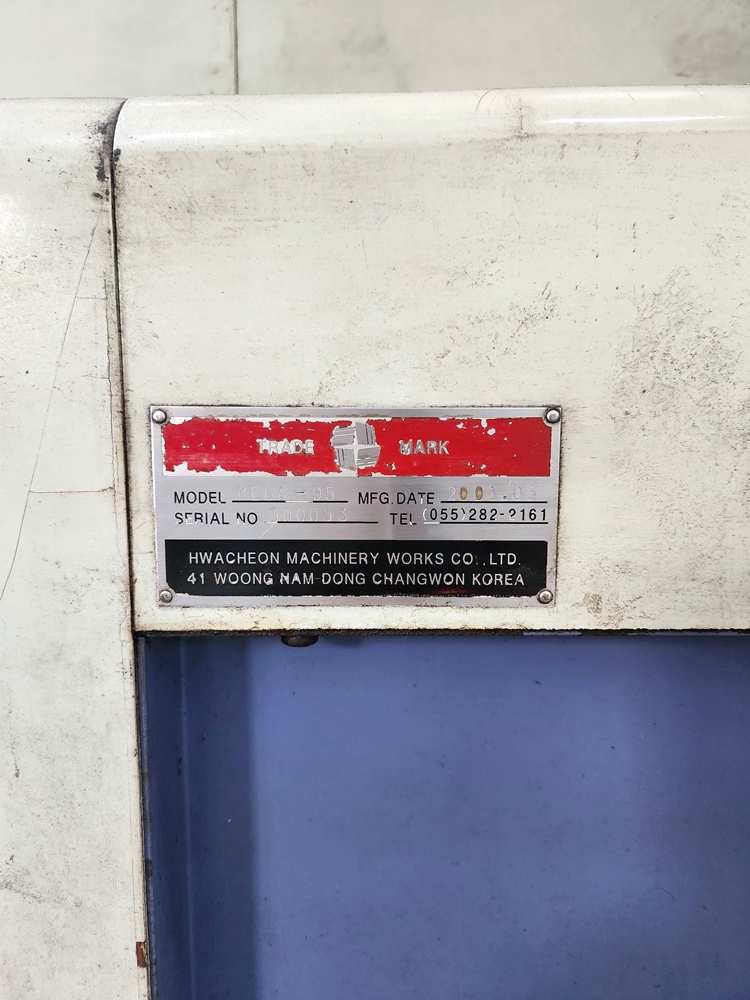 TRADE MARK
MODEL MFG.DATE
SERIAL NO 300053 TEL (055)282-2161
HWACHEON MACHINERY WORKS CO.,LTD.
41 WOONG NAM-DONG CHANGWON KOREA